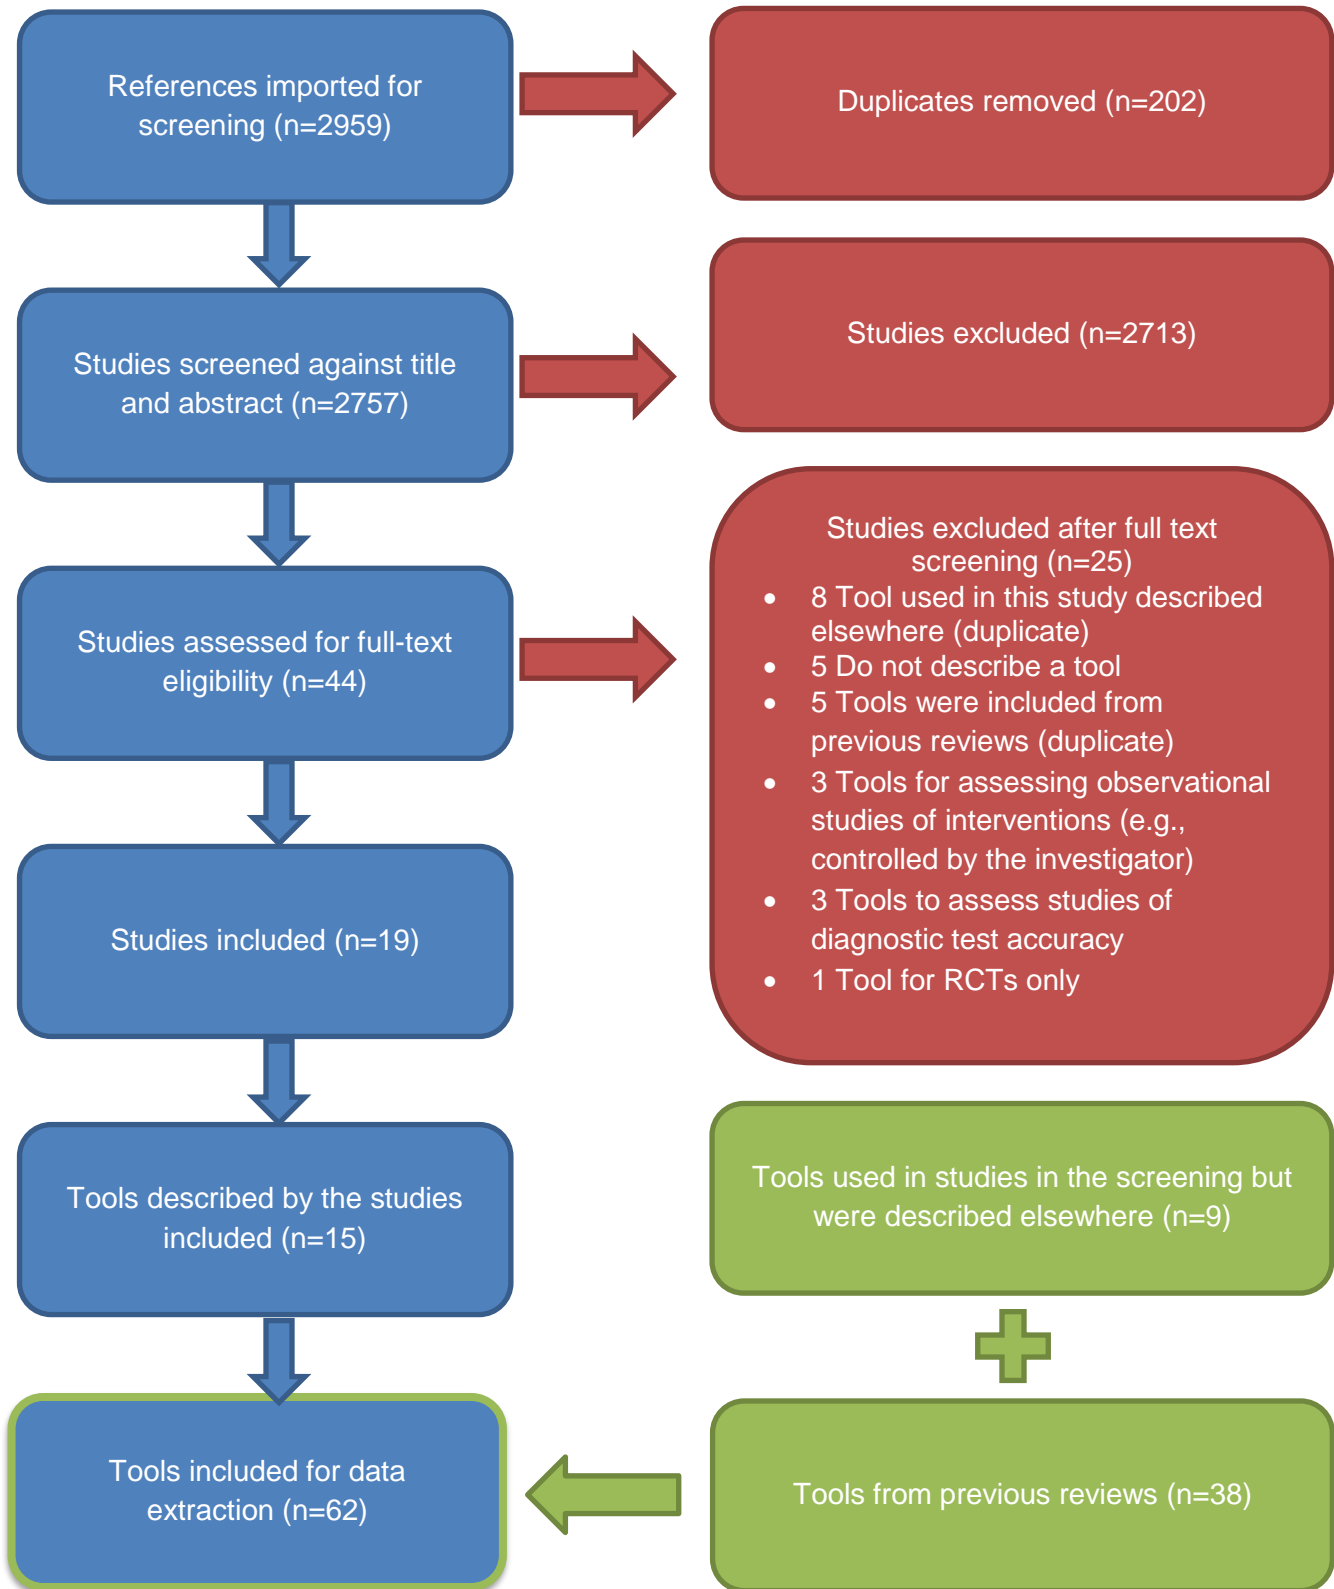 References imported for
screening (n=2959)
Duplicates removed (n=202)
Studies screened against title
and abstract (n=2757)
Studies excluded (n=2713)
Studies assessed for full-text
eligibility (n=44)
Studies excluded after full text
screening (n=25)
• 8 Tool used in this study described
elsewhere (duplicate)
• 5 Do not describe a tool
• 5 Tools were included from
previous reviews (duplicate)
• 3 Tools for assessing observational
studies of interventions (e.g.,
controlled by the investigator)
• 3 Tools to assess studies of
diagnostic test accuracy
• 1 Tool for RCTs only
Studies included (n=19)
Tools described by the studies
included (n=15)
Tools used in studies in the screening but
were described elsewhere (n=9)
Tools included for data
extraction (n=62)
Tools from previous reviews (n=38)